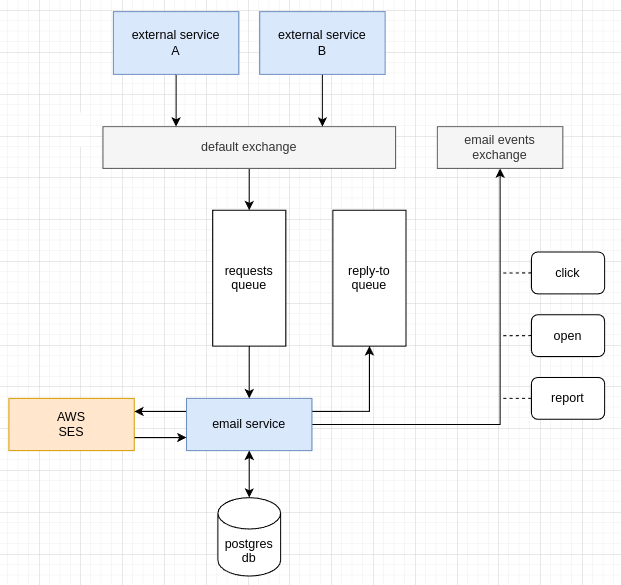 external service
A
external service
B
default exchange
email events
exchange
requests
queue
reply-to
queue
click
open
report
AWS
SES
email service
postgres
db